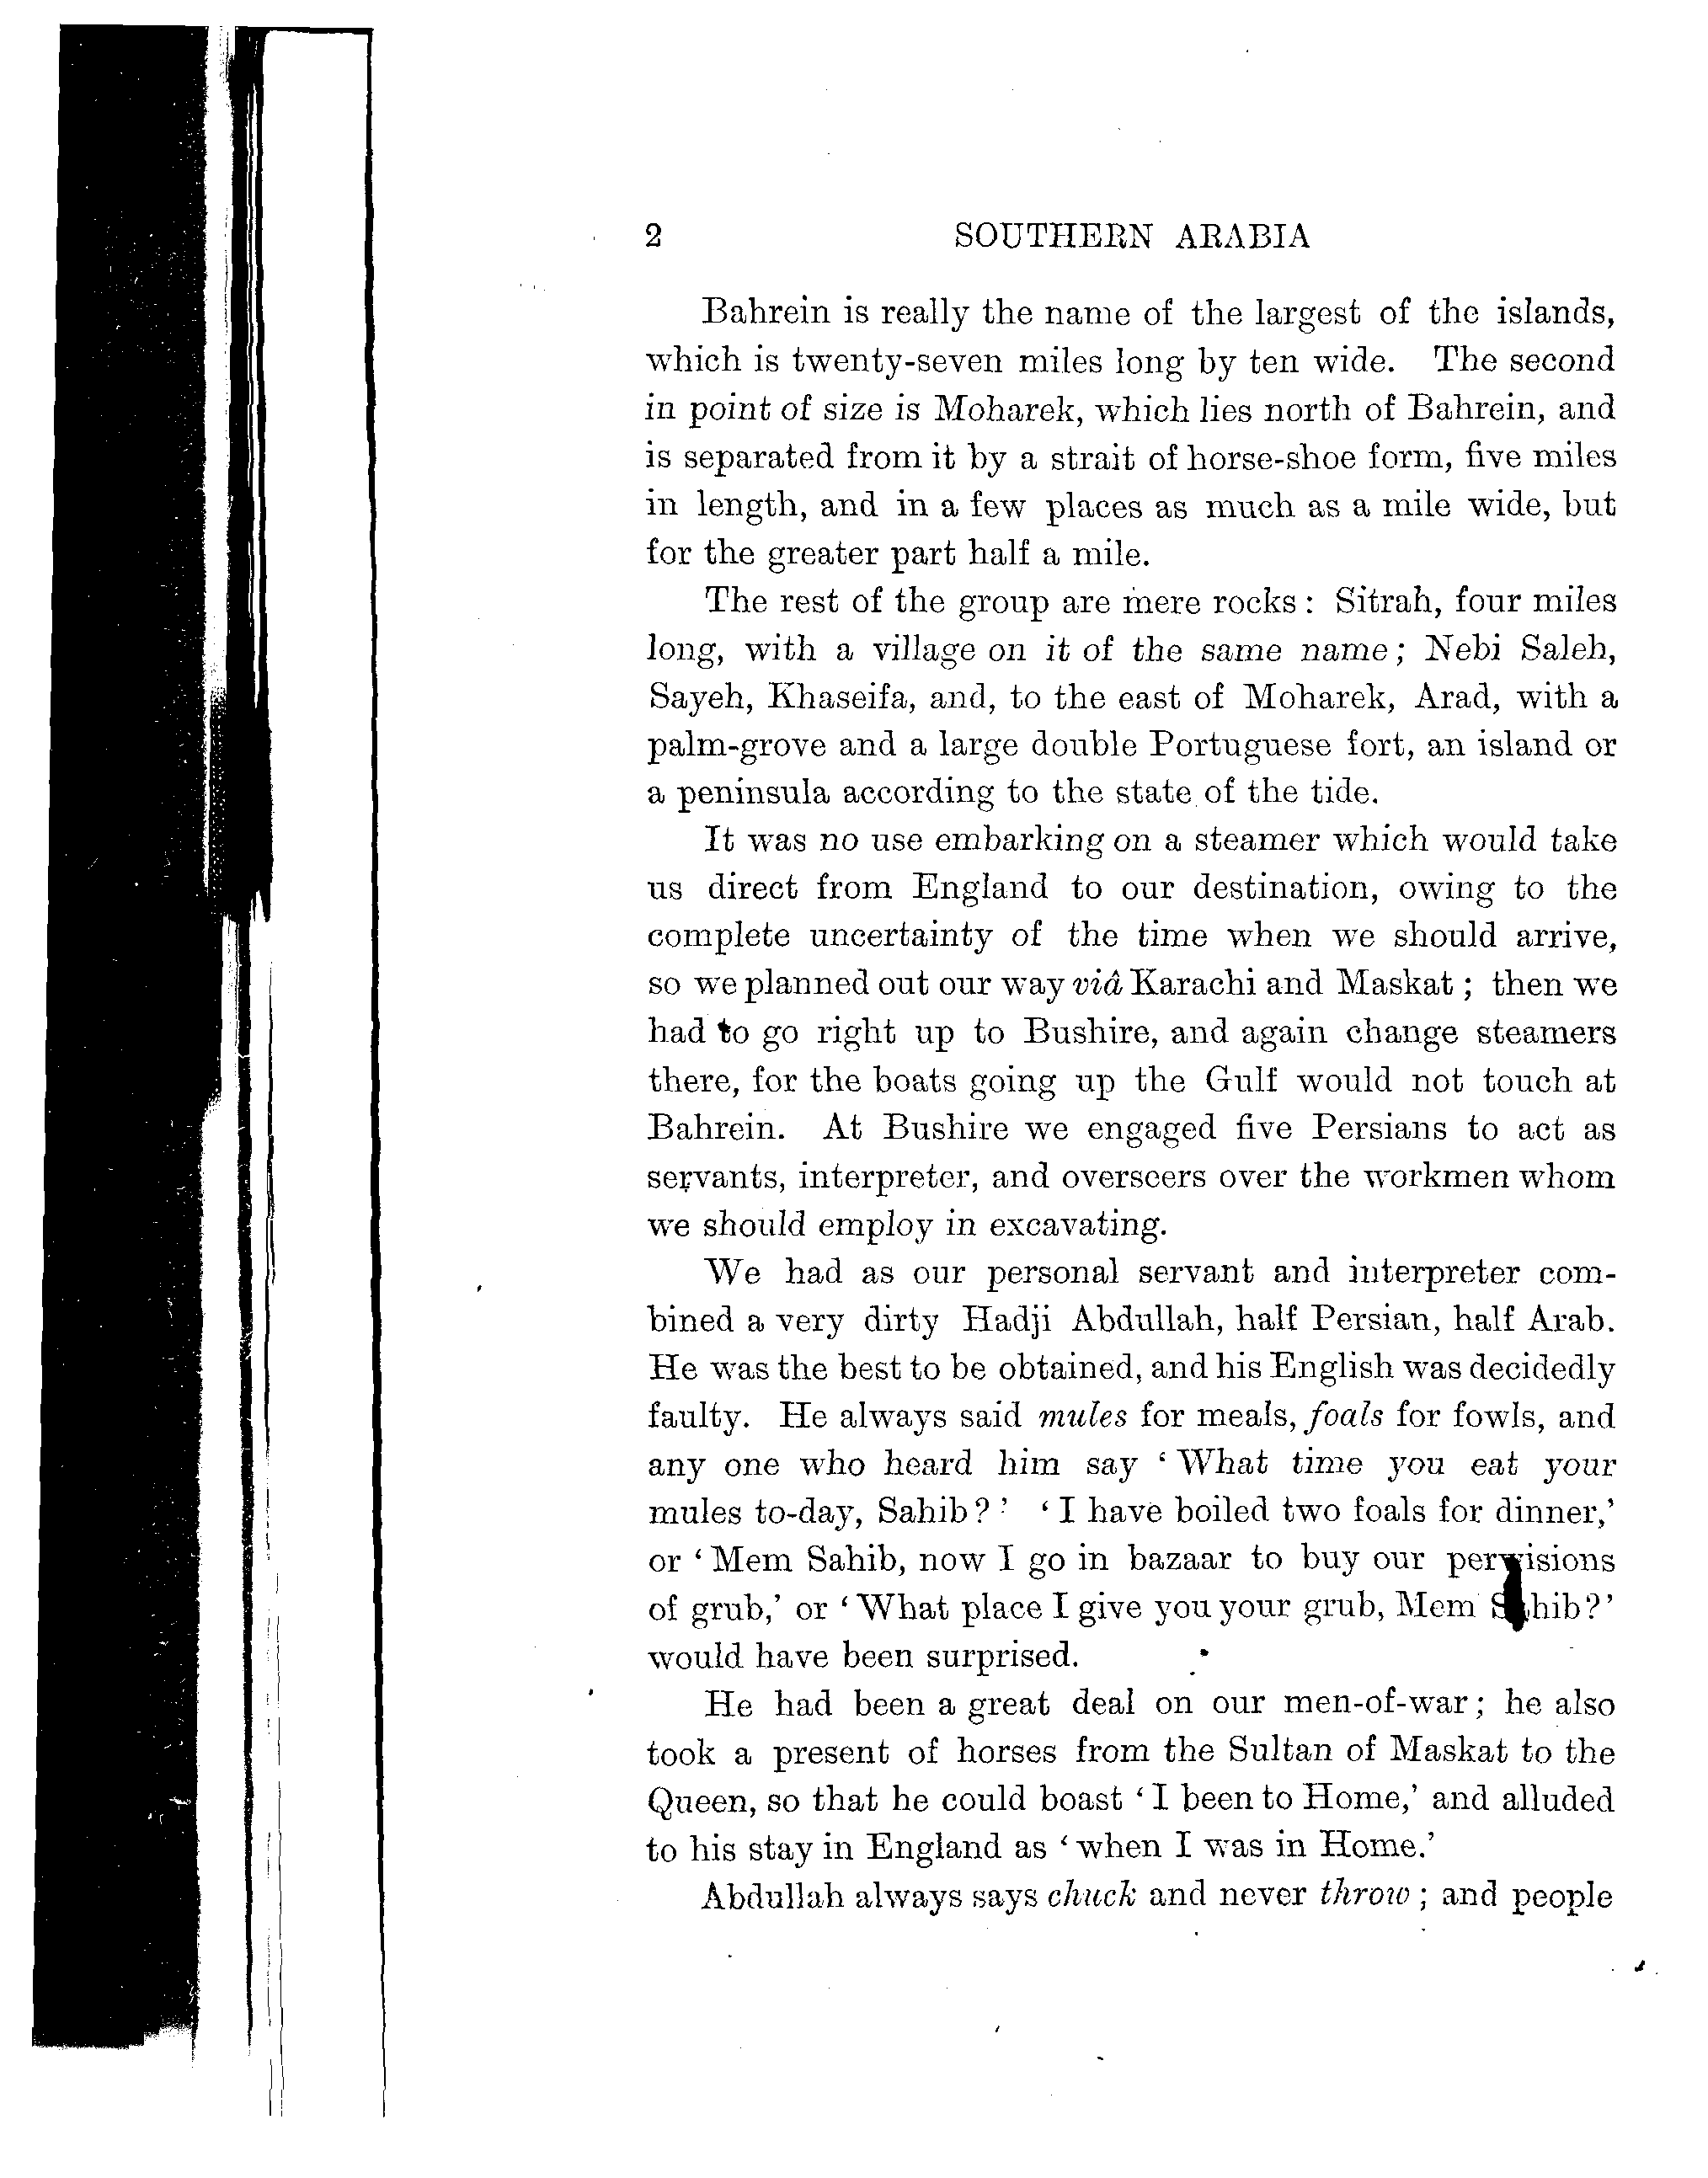 2 SOUTHERN ARABIA
Bahrein is really the name of the largest of the islands,
which is twenty-seven miles long by ten wide. The second
in point of size is Moharek, which lies north of Bahrein, and
is separated from it by a strait of horse-shoe form, five miles
in length, and in a few places as much as a mile wide, but
for the greater part half a mile.
The rest of the group are mere rocks: Sitrah, four miles
long, with a village on it of the same name; Nebi Saleh,
Sayeh, Khaseifa, and, to the east of Moharek, Arad, with a
palm-grove and a large double Portuguese fort, an island or
a peninsula according to the state of the tide.
It was no use embarking on a steamer which would take
us direct from England to our destination, owing to the
complete uncertainty of the time when we should arrive,
so we planned out our way viâ Karachi and Maskat; then we
had to go right up to Bushire, and again change steamers
there, for the boats going up the Gulf would not touch at
Bahrein. At Bushire we engaged five Persians to act as
servants, interpreter, and overseers over the workmen whom
we should employ in excavating.
We had as our personal servant and interpreter com-
bined a very dirty Hadji Abdullah, half Persian, half Arab.
He was the best to be obtained, and his English was decidedly
faulty. He always said mules for meals, foals for fowls, and
any one who heard him say ‘What time you eat your
mules to-day, Sahib?’ ‘I have boiled two foals for dinner,’
or ‘Mem Sahib, now I go in bazaar to buy our perwisions
of grub,’ or ‘What place I give you your grub, Mem Sahib?’
would have been surprised.
He had been a great deal on our men-of-war; he also
took a present of horses from the Sultan of Maskat to the
Queen, so that he could boast ‘I been to Home,’ and alluded
to his stay in England as ‘when I was in Home.’
Abdullah always says chuck and never throw; and people